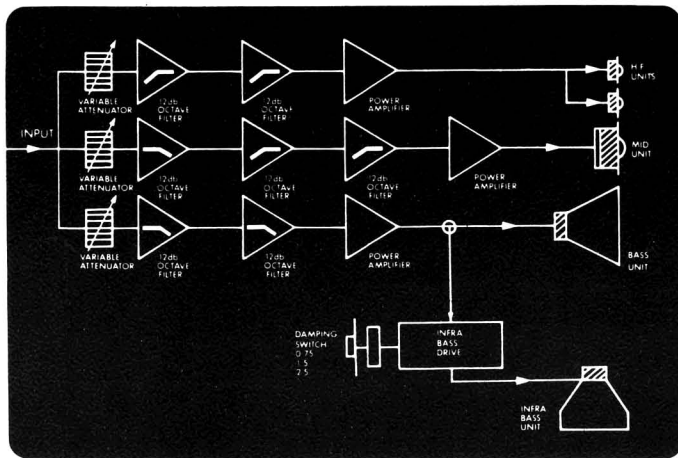 VARIABLE
ATTENUATOR
12db
OCTAVE
FILTER
12db
OCTAVE
FILTER
POWER
AMPLIFIER
H·F
UNITS
INPUT
VARIABLE
ATTENUATOR
12db
OCTAVE
FILTER
12db
OCTAVE
FILTER
12db
OCTAVE
FILTER
POWER
AMPLIFIER
MID
UNIT
VARIABLE
ATTENUATOR
12db
OCTAVE
FILTER
12db
OCTAVE
FILTER
POWER
AMPLIFIER
BASS
UNIT
DAMPING
SWITCH
0.75
1.5
2.5
INFRA
BASS
DRIVE
INFRA
BASS
UNIT